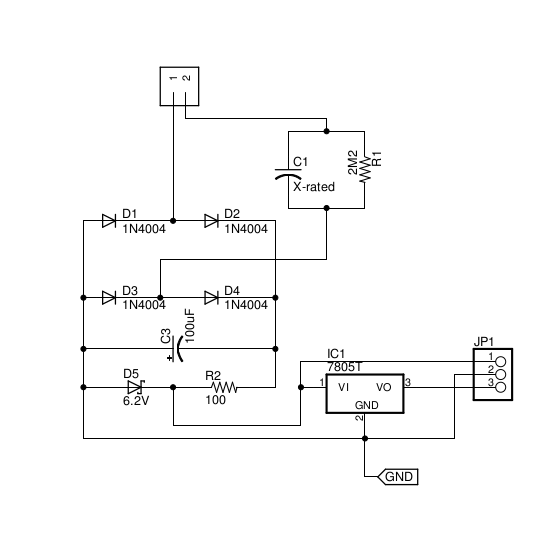 1 2
C1
X-rated
2M2
R1
D1
1N4004
D2
1N4004
D3
1N4004
D4
1N4004
C3
100uF
+
D5
6.2V
R2
100
IC1
7805T
1
VI
VO
3
GND
2
JP1
1
2
3
GND